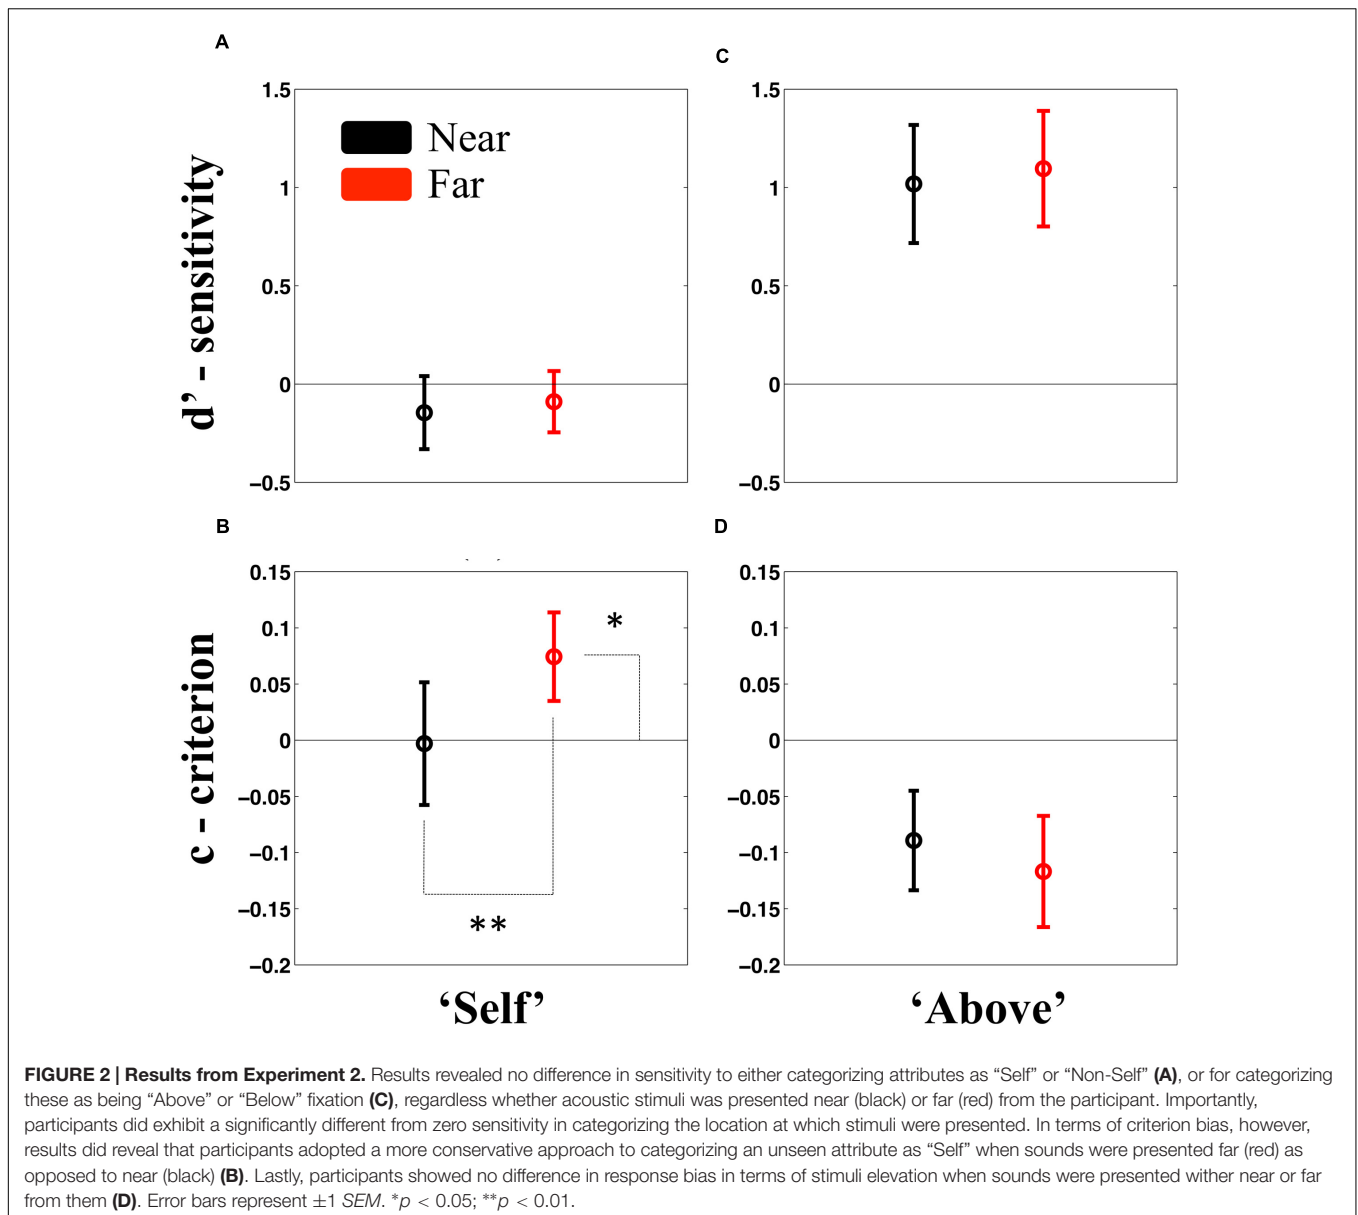 A
C
1.5
1
0.5
0
−0.5
d’ - sensitivity
Near
Far
1.5
1
0.5
0
−0.5
B
D
0.15
0.1
0.05
0
−0.05
−0.1
−0.15
−0.2
c - criterion
*
**
0.15
0.1
0.05
0
−0.05
−0.1
−0.15
−0.2
‘Self’
‘Above’
FIGURE 2 | Results from Experiment 2. Results revealed no difference in sensitivity to either categorizing attributes as “Self” or “Non-Self” (A), or for categorizing
these as being “Above” or “Below” fixation (C), regardless whether acoustic stimuli was presented near (black) or far (red) from the participant. Importantly,
participants did exhibit a significantly different from zero sensitivity in categorizing the location at which stimuli were presented. In terms of criterion bias, however,
results did reveal that participants adopted a more conservative approach to categorizing an unseen attribute as “Self” when sounds were presented far (red) as
opposed to near (black) (B). Lastly, participants showed no difference in response bias in terms of stimuli elevation when sounds were presented wither near or far
from them (D). Error bars represent ±1 SEM. *p < 0.05; **p < 0.01.